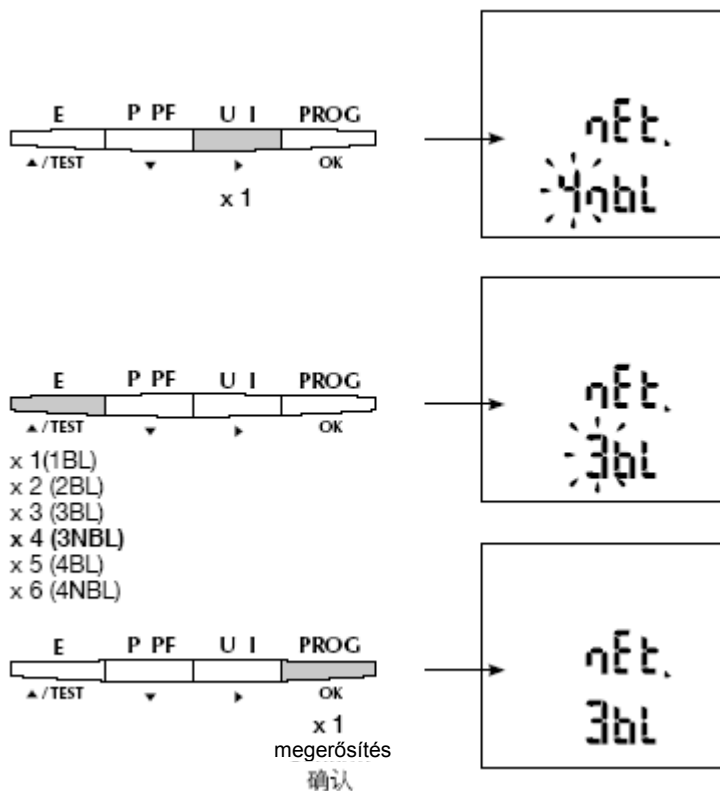 E P PF U I PROG
▲/TEST ▼ ▶ OK
x 1
nEt.
4nbL
E P PF U I PROG
▲/TEST ▼ ▶ OK
x 1(1BL)
x 2 (2BL)
x 3 (3BL)
x 4 (3NBL)
x 5 (4BL)
x 6 (4NBL)
nEt.
3bL
E P PF U I PROG
▲/TEST ▼ ▶ OK
x 1
megerősítés
确认
nEt.
3bL